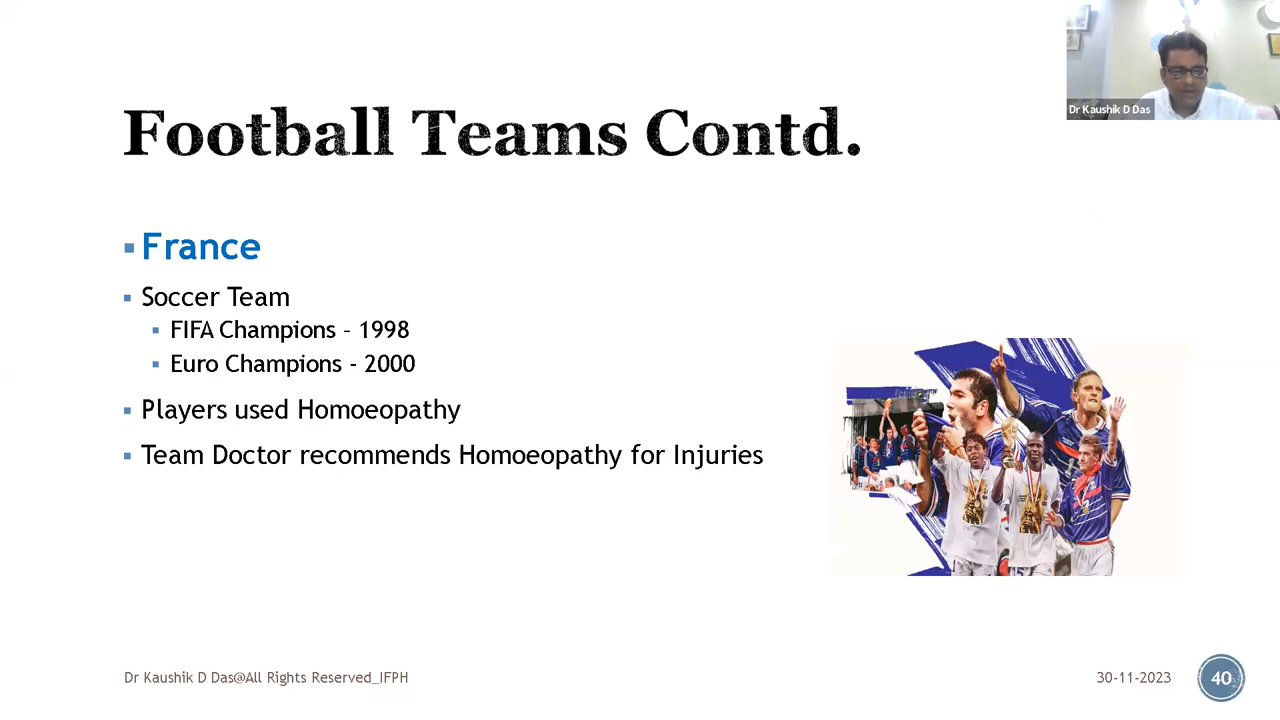 Dr Kaushik D Das
Football Teams Contd.
France
Soccer Team
FIFA Champions – 1998
Euro Champions - 2000
Players used Homoeopathy
Team Doctor recommends Homoeopathy for Injuries
Dr Kaushik D Das@All Rights Reserved_IFPH
30-11-2023
40